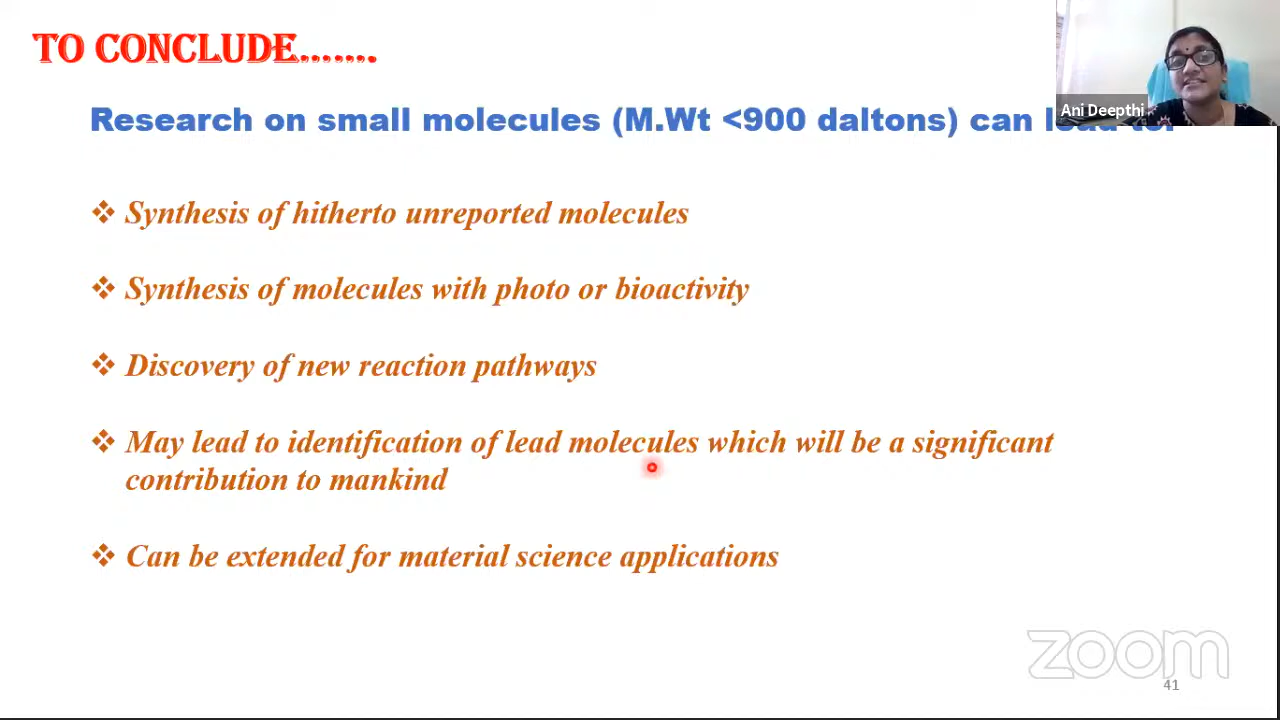 TO CONCLUDE.......
Research on small molecules (M.Wt <900 daltons) can lead to:
Ani Deepthi
❖ Synthesis of hitherto unreported molecules
❖ Synthesis of molecules with photo or bioactivity
❖ Discovery of new reaction pathways
❖ May lead to identification of lead molecules which will be a significant
contribution to mankind
❖ Can be extended for material science applications
zoom
41